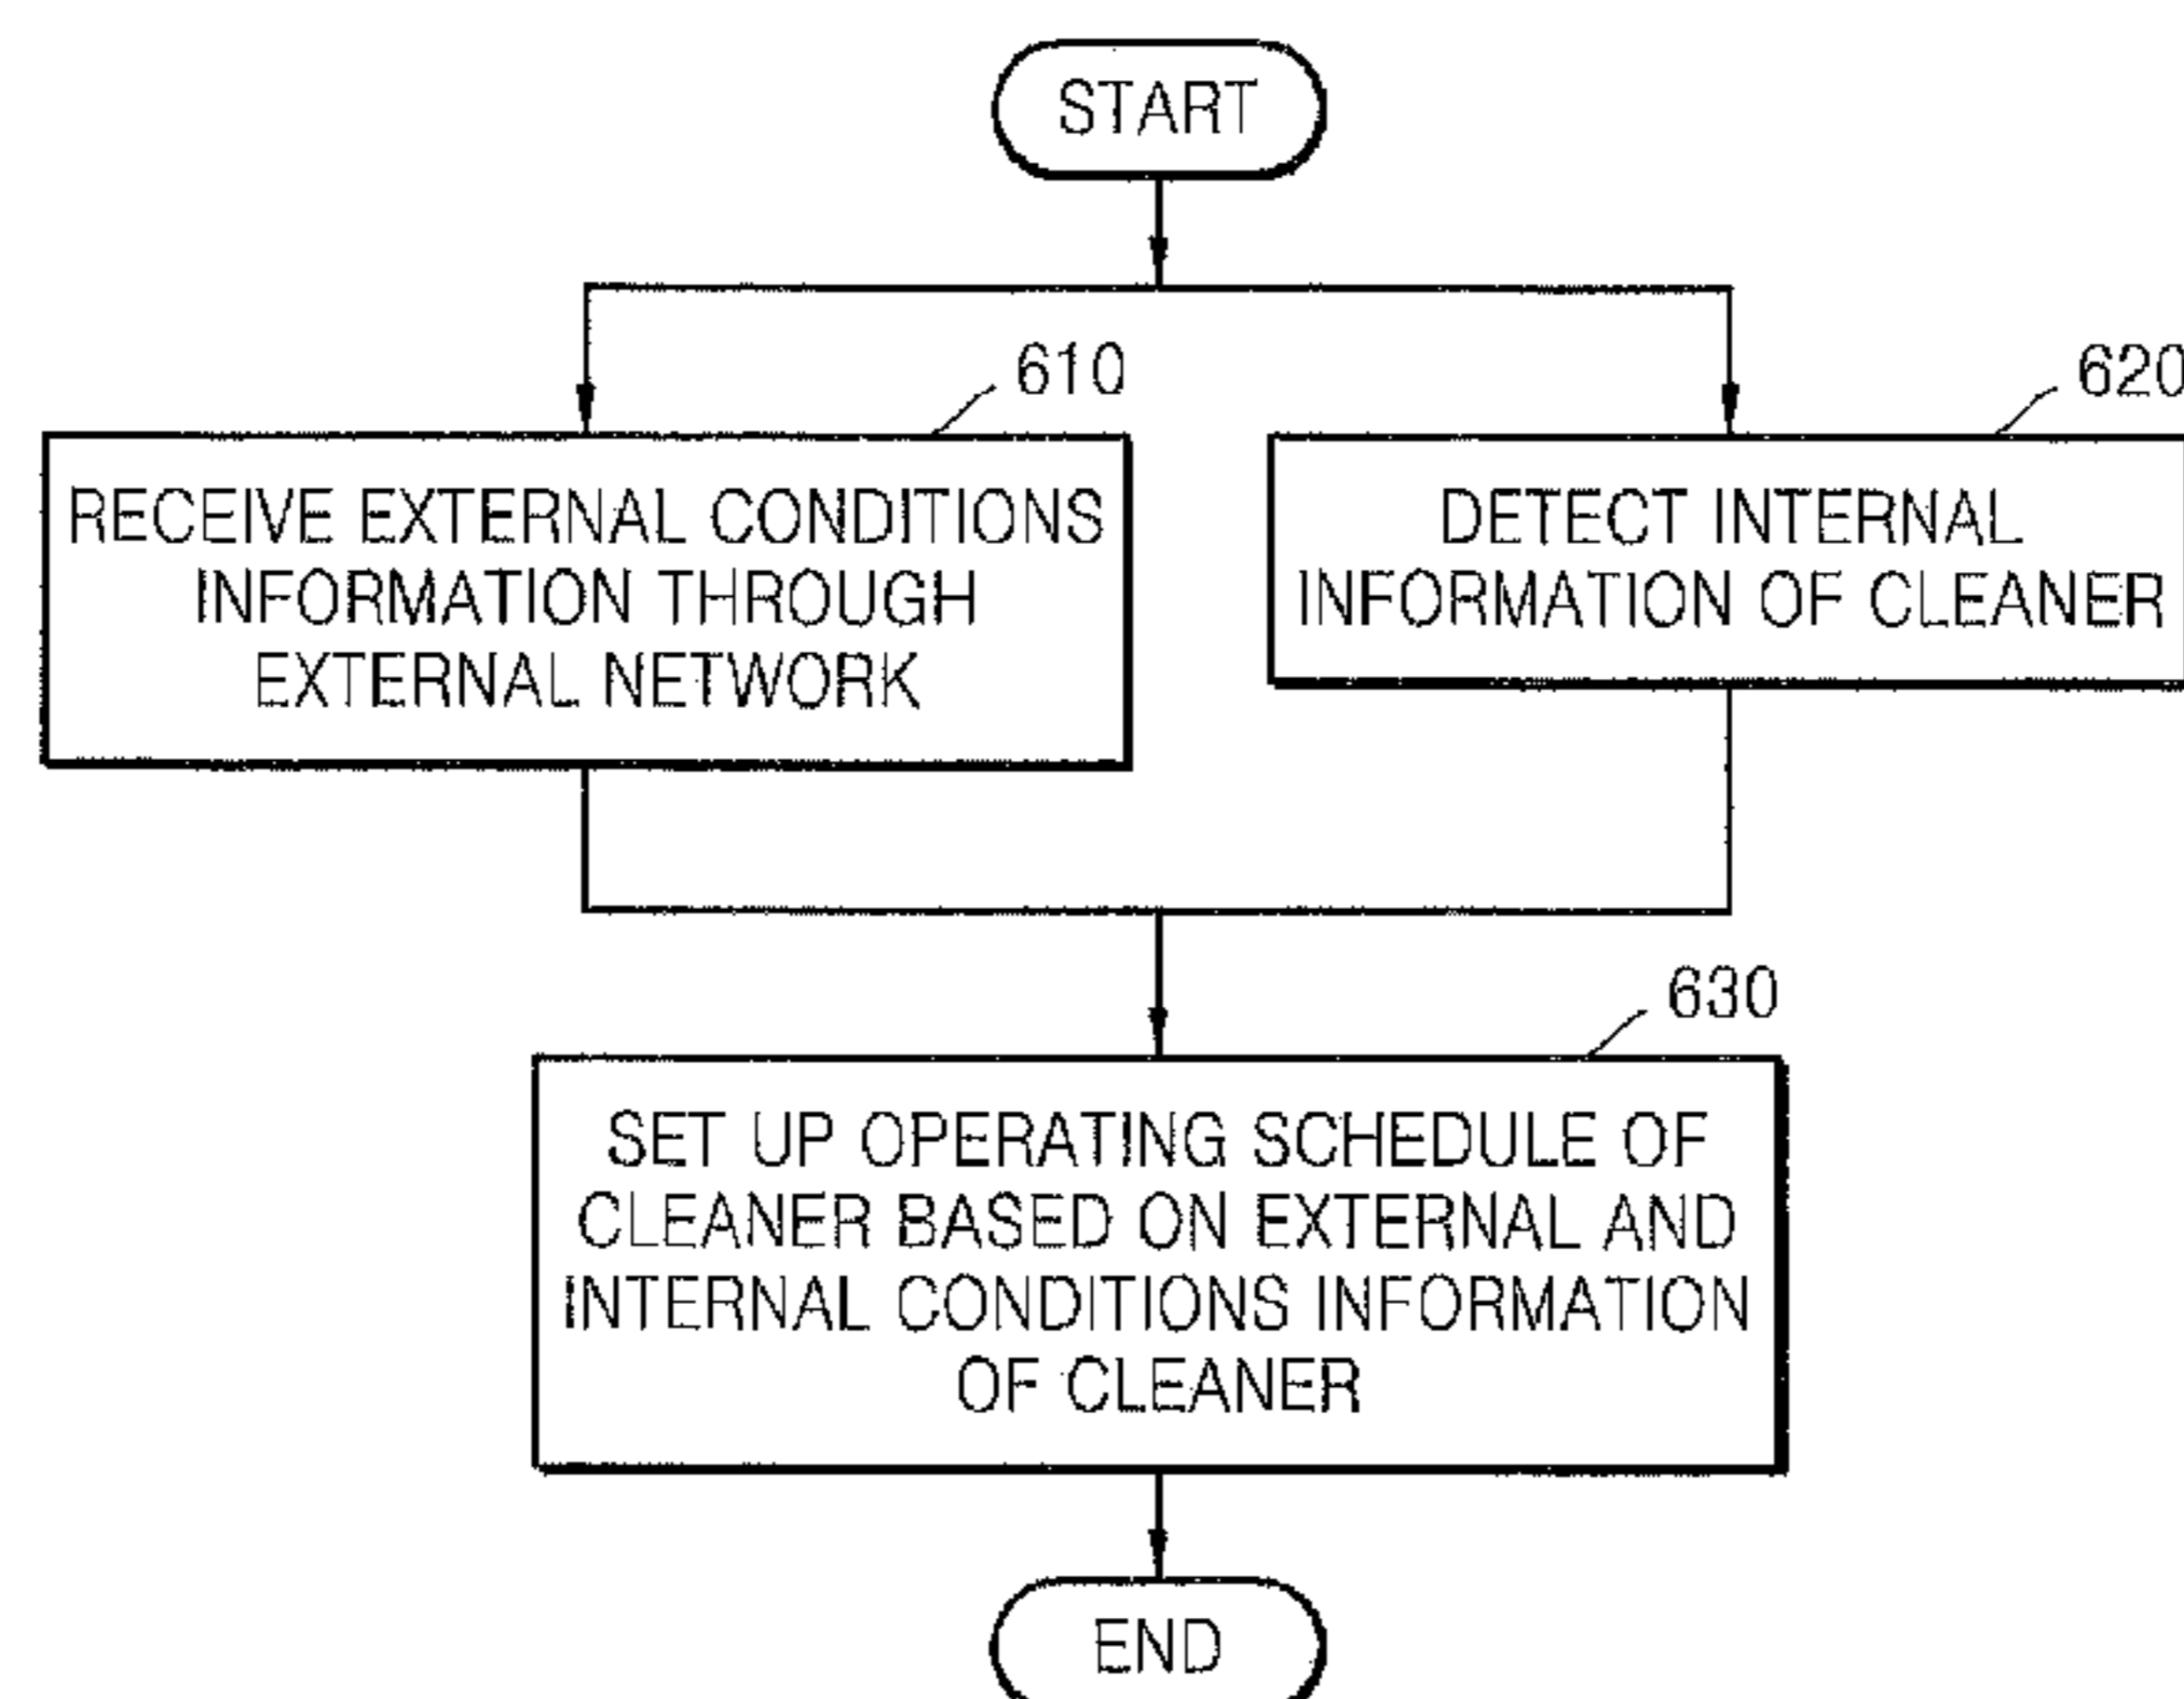 START
610
RECEIVE EXTERNAL CONDITIONS
INFORMATION THROUGH
EXTERNAL NETWORK
620
DETECT INTERNAL
INFORMATION OF CLEANER
630
SET UP OPERATING SCHEDULE OF
CLEANER BASED ON EXTERNAL AND
INTERNAL CONDITIONS INFORMATION
OF CLEANER
END